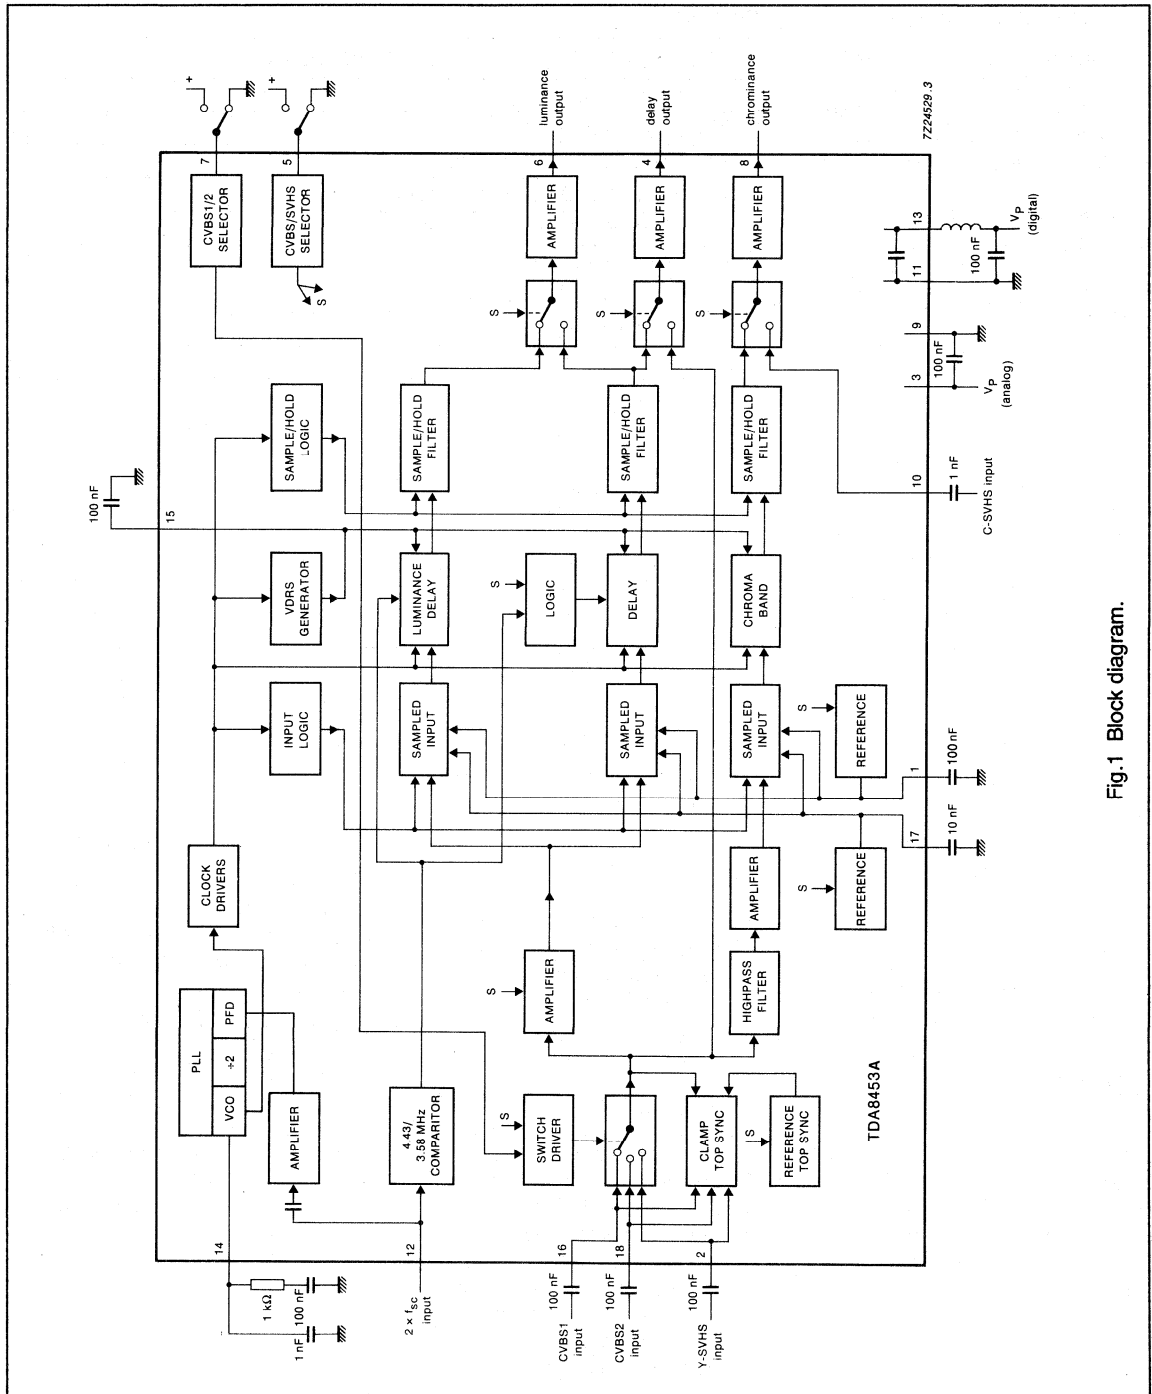 PLL
VCO
÷2
PFD
AMPLIFIER
CLOCK
DRIVERS
INPUT
LOGIC
VDRS
GENERATOR
SAMPLE/HOLD
LOGIC
CVBS1/2
SELECTOR
7
+
CVBS/SVHS
SELECTOR
5
+
S
100 nF
15
14
1 kΩ
100 nF
1 nF
12
2 x fsc
input
4.43/
3.58 MHz
COMPARITOR
SAMPLED
INPUT
LUMINANCE
DELAY
SAMPLE/HOLD
FILTER
S
AMPLIFIER
6
luminance
output
S
SWITCH
DRIVER
S
AMPLIFIER
S
LOGIC
SAMPLED
INPUT
DELAY
SAMPLE/HOLD
FILTER
S
AMPLIFIER
4
delay
output
CVBS1
input
100 nF
16
CVBS2
input
100 nF
18
Y-SVHS
input
100 nF
2
CLAMP
TOP SYNC
S
REFERENCE
TOP SYNC
HIGHPASS
FILTER
AMPLIFIER
SAMPLED
INPUT
CHROMA
BAND
SAMPLE/HOLD
FILTER
S
AMPLIFIER
8
chrominance
output
S
REFERENCE
S
REFERENCE
TDA8453A
17
10 nF
1
100 nF
10
1 nF
C-SVHS input
3
VP
(analog)
100 nF
9
11
13
100 nF
VP
(digital)
7Z24529.3
Fig.1 Block diagram.